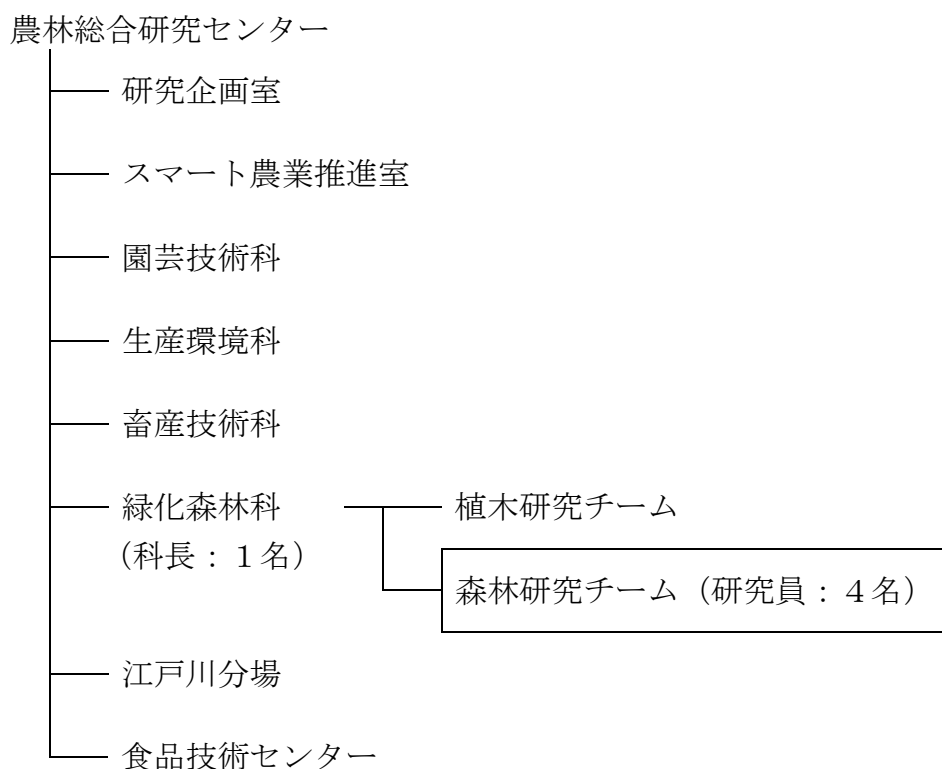 農林総合研究センター
研究企画室
スマート農業推進室
園芸技術科
生産環境科
畜産技術科
緑化森林科
（科長：１名）
植木研究チーム
森林研究チーム（研究員：４名）
江戸川分場
食品技術センター